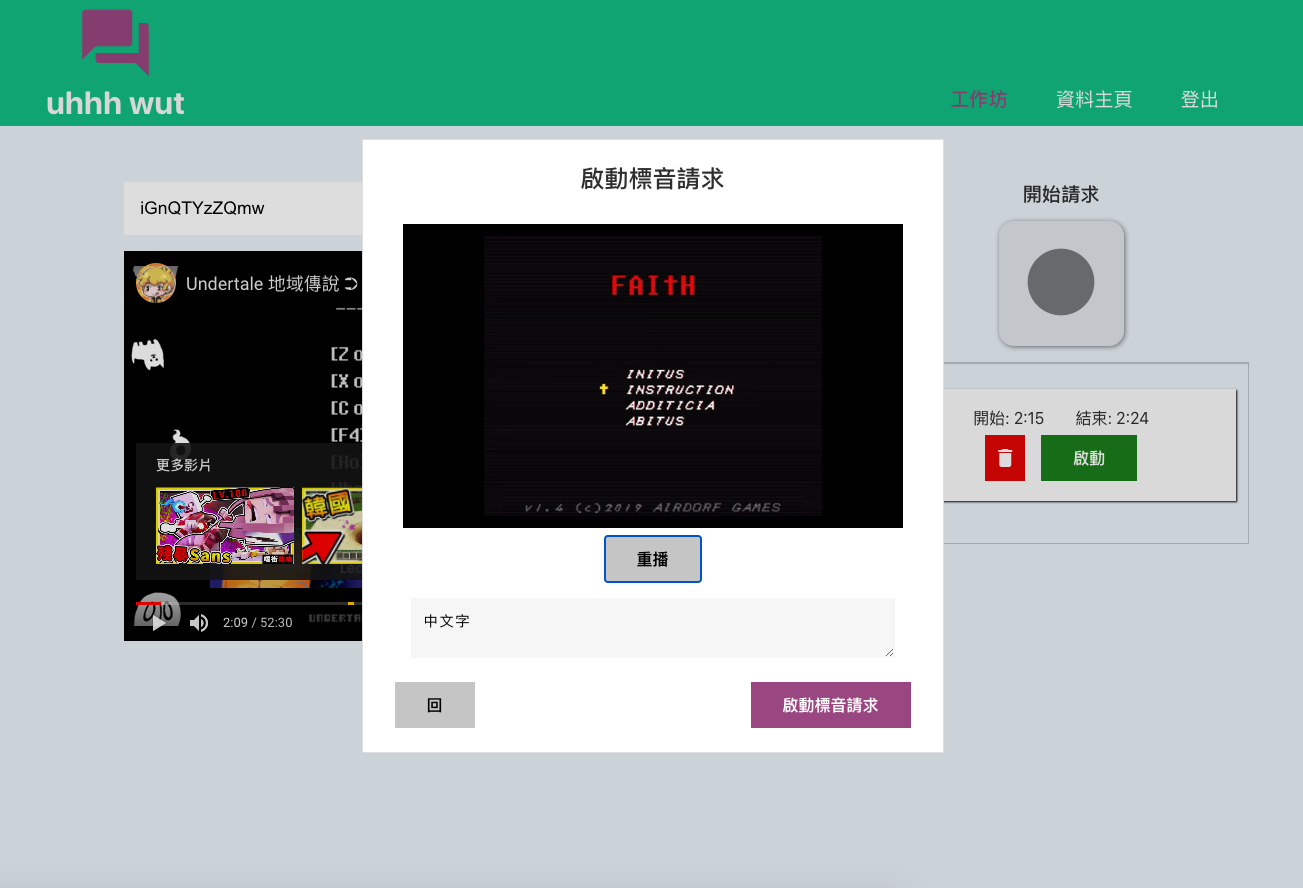 uhhh wut
工作坊
資料主頁
登出
iGnQTYzZQmw
Undertale 地域傳說
[Z o
[X o
[C o
[F4]
[Ho
更多影片
LV.100
殘暴Sans
韓國
2:09 / 52:30
UNDERTA
啟動標音請求
FAItH
INITUS
INSTRUCTION
ADDITICIA
ABITUS
v1.4 (c)2019 AIRDORF GAMES
重播
中文字
回
啟動標音請求
開始請求
開始: 2:15
結束: 2:24
啟動